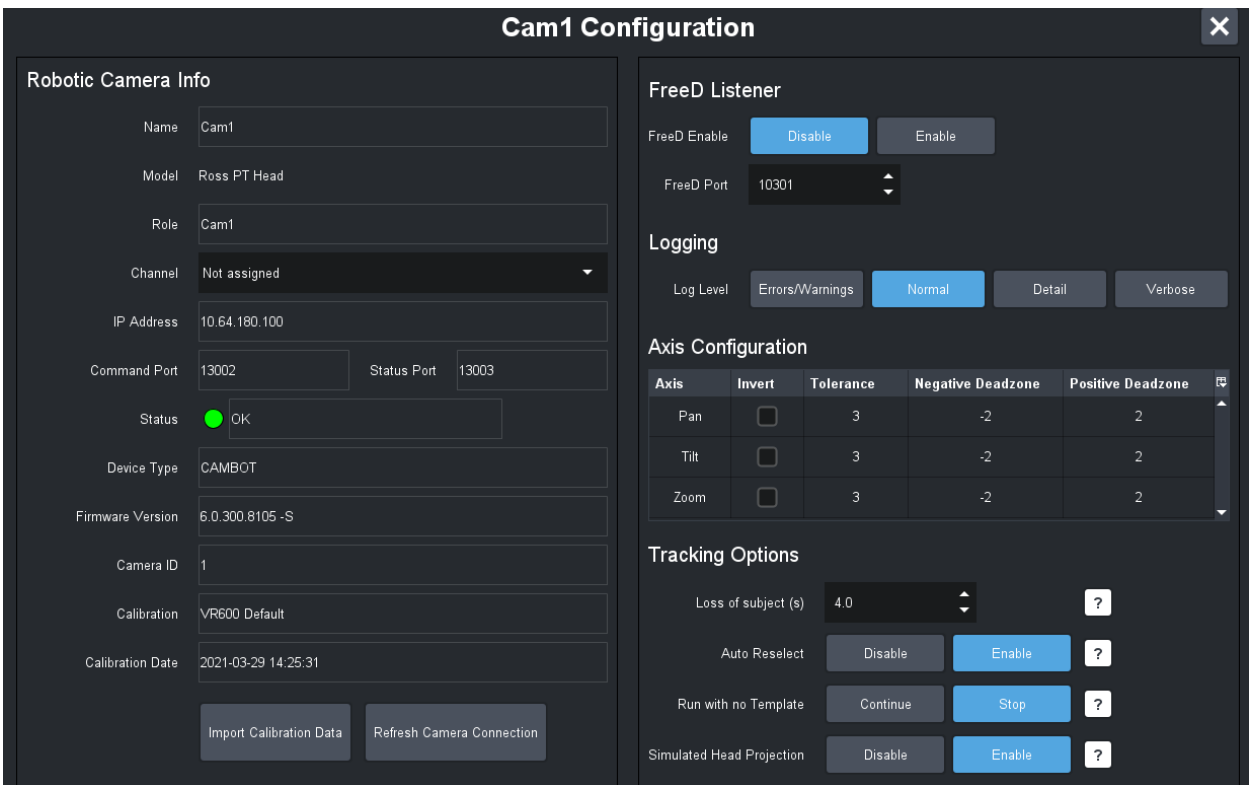 Cam1 Configuration
Robotic Camera Info
Name Cam1
Model Ross PT Head
Role Cam1
Channel Not assigned
IP Address 10.64.180.100
Command Port 13002 Status Port 13003
Status OK
Device Type CAMBOT
Firmware Version 6.0.300.8105 -S
Camera ID 1
Calibration VR600 Default
Calibration Date 2021-03-29 14:25:31
Import Calibration Data Refresh Camera Connection
FreeD Listener
FreeD Enable Disable Enable
FreeD Port 10301
Logging
Log Level Errors/Warnings Normal Detail Verbose
Axis Configuration
Axis Invert Tolerance Negative Deadzone Positive Deadzone
Pan 3 -2 2
Tilt 3 -2 2
Zoom 3 -2 2
Tracking Options
Loss of subject (s) 4.0 ?
Auto Reselect Disable Enable ?
Run with no Template Continue Stop ?
Simulated Head Projection Disable Enable ?